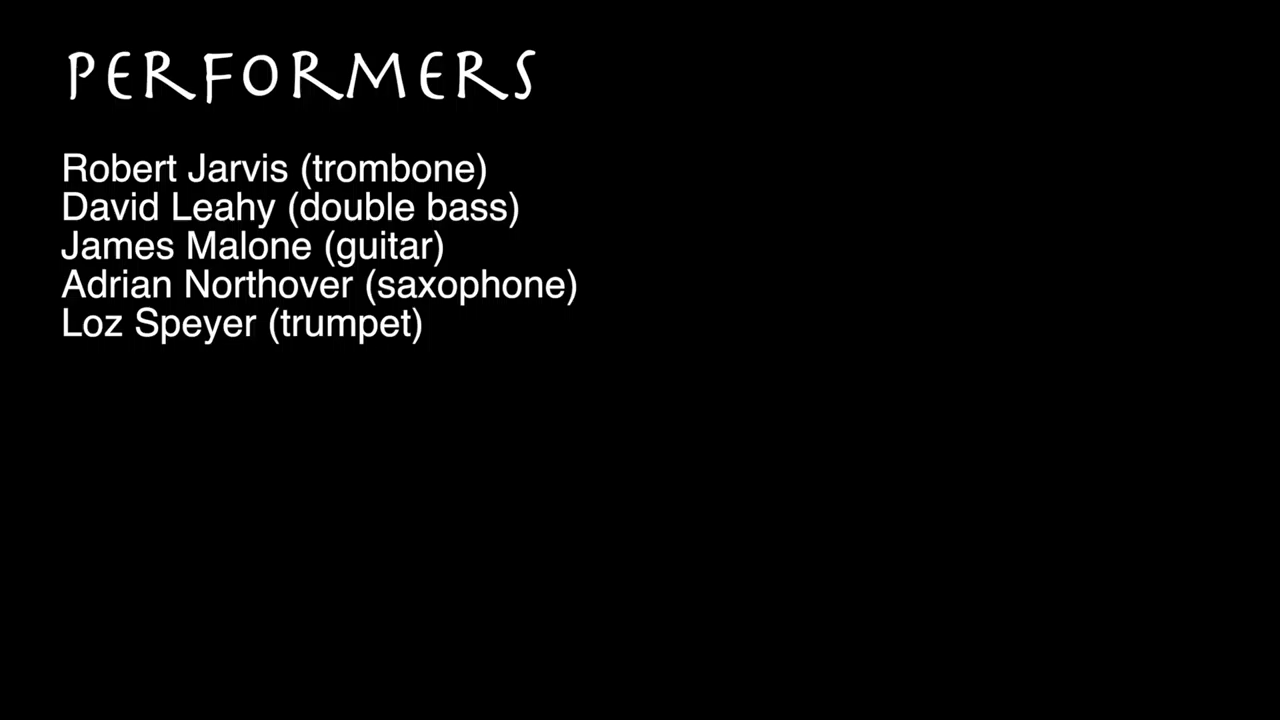 PERFORMERS
Robert Jarvis (trombone)
David Leahy (double bass)
James Malone (guitar)
Adrian Northover (saxophone)
Loz Speyer (trumpet)